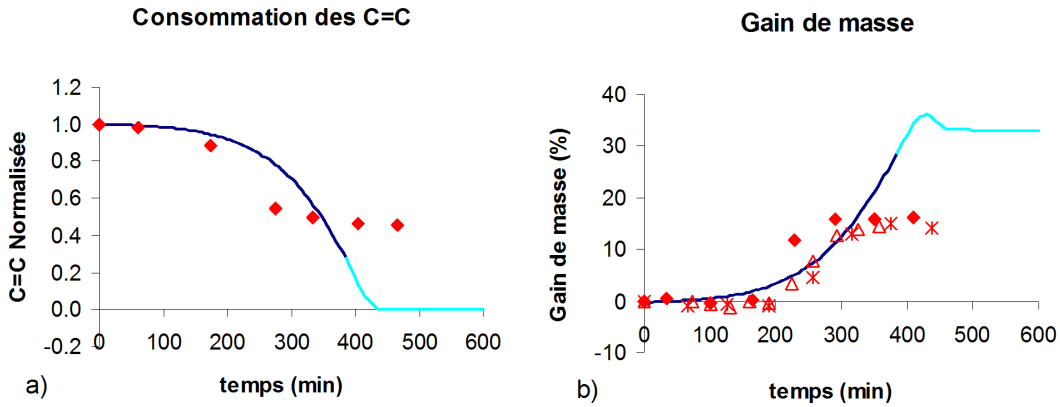 Consommation des C=C
C=C Normalisée
1.2
1.0
0.8
0.6
0.4
0.2
0.0
-0.2
0 100 200 300 400 500 600
temps (min)
a)
Gain de masse
Gain de masse (%)
40
30
20
10
0
-10
0 100 200 300 400 500 600
temps (min)
b)